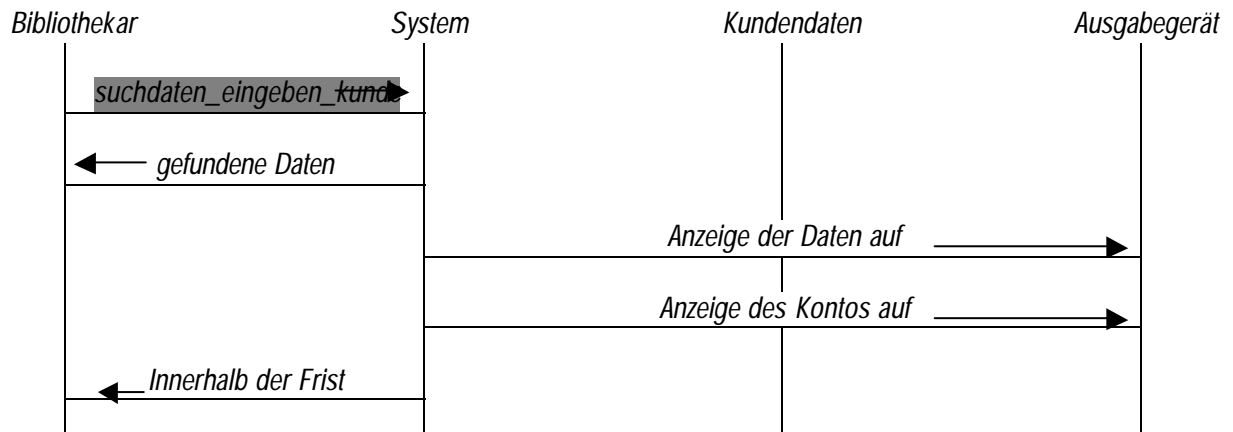 Bibliothekar System Kundendaten Ausgabegerät
suchdaten_eingeben_kunde
gefundene Daten
Anzeige der Daten auf
Anzeige des Kontos auf
Innerhalb der Frist